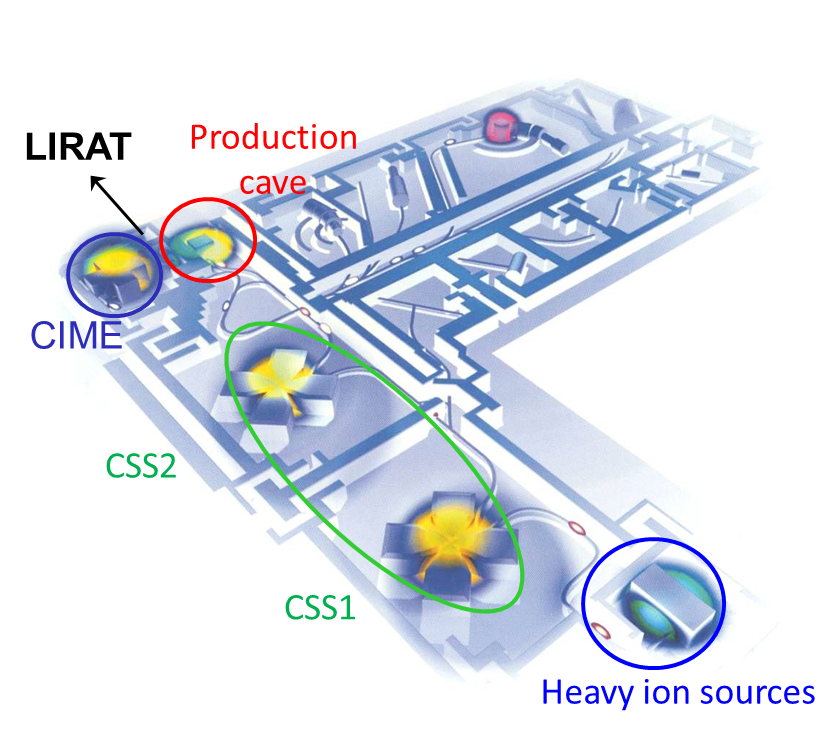 LIRAT
Production
cave
CIME
CSS2
CSS1
Heavy ion sources